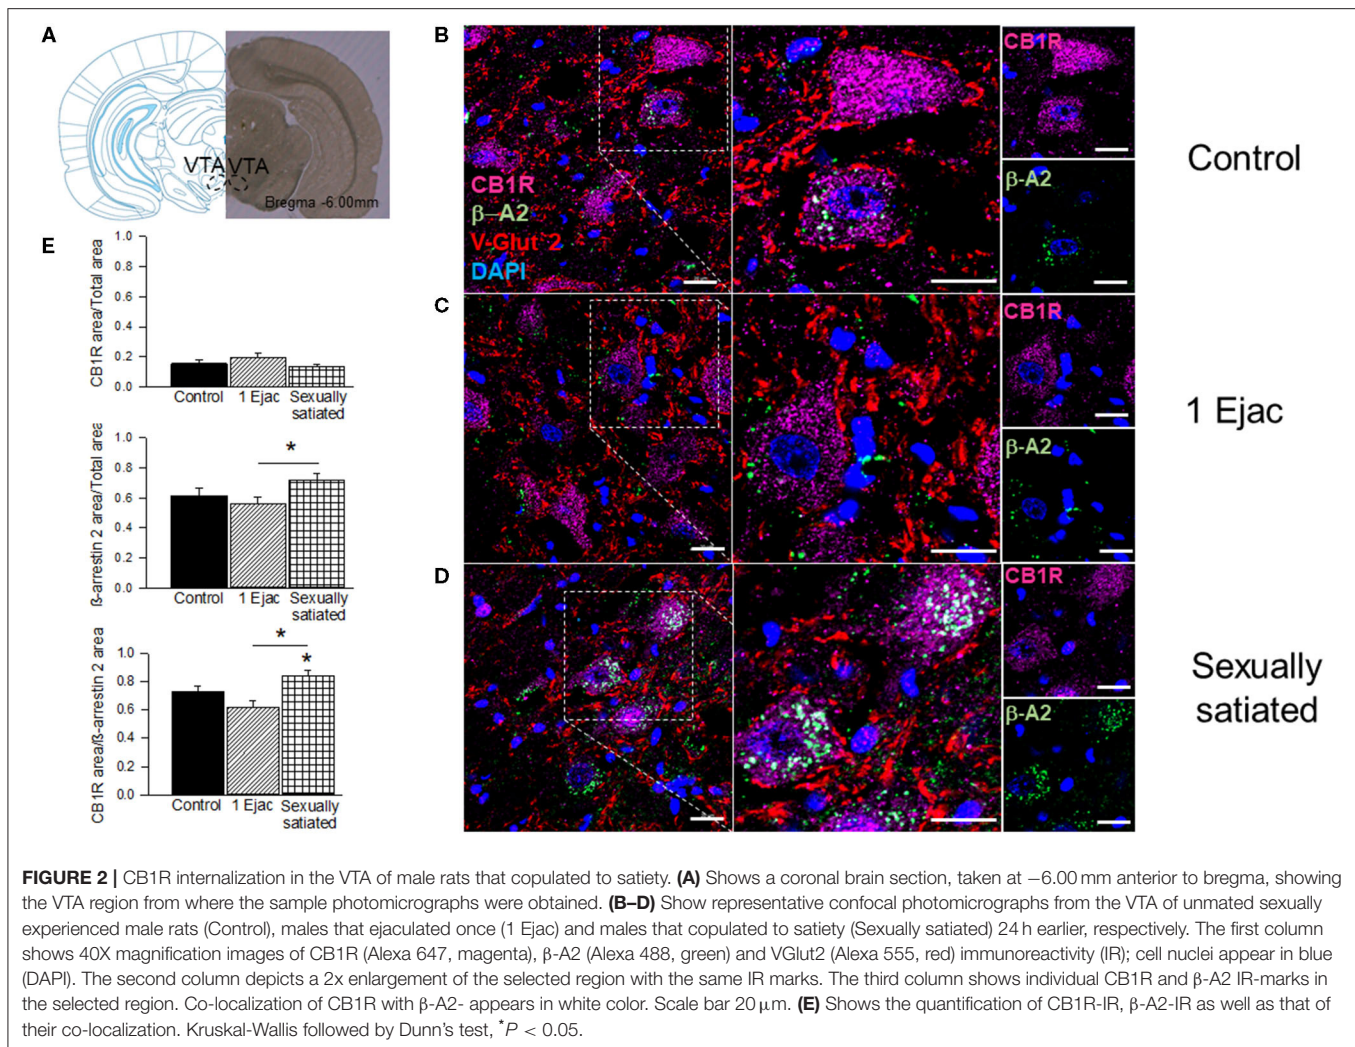 A
VTA VTA
Bregma -6.00mm
B
CB1R
β–A2
V-Glut 2
DAPI
CB1R
β-A2
Control
C
CB1R
β-A2
1 Ejac
D
CB1R
β-A2
Sexually
satiated
E
CB1R area/Total area
1.0
0.8
0.6
0.4
0.2
0.0
Control 1 Ejac Sexually
satiated
ß-arrestin 2 area/Total area
1.0
0.8
0.6
0.4
0.2
0.0
*
Control 1 Ejac Sexually
satiated
CB1R area/ß-arrestin 2 area
1.0
0.8
0.6
0.4
0.2
0.0
*
*
Control 1 Ejac Sexually
satiated
FIGURE 2 | CB1R internalization in the VTA of male rats that copulated to satiety. (A) Shows a coronal brain section, taken at −6.00 mm anterior to bregma, showing
the VTA region from where the sample photomicrographs were obtained. (B–D) Show representative confocal photomicrographs from the VTA of unmated sexually
experienced male rats (Control), males that ejaculated once (1 Ejac) and males that copulated to satiety (Sexually satiated) 24 h earlier, respectively. The first column
shows 40X magnification images of CB1R (Alexa 647, magenta), β-A2 (Alexa 488, green) and VGlut2 (Alexa 555, red) immunoreactivity (IR); cell nuclei appear in blue
(DAPI). The second column depicts a 2x enlargement of the selected region with the same IR marks. The third column shows individual CB1R and β-A2 IR-marks in
the selected region. Co-localization of CB1R with β-A2- appears in white color. Scale bar 20 μm. (E) Shows the quantification of CB1R-IR, β-A2-IR as well as that of
their co-localization. Kruskal-Wallis followed by Dunn's test, *P < 0.05.